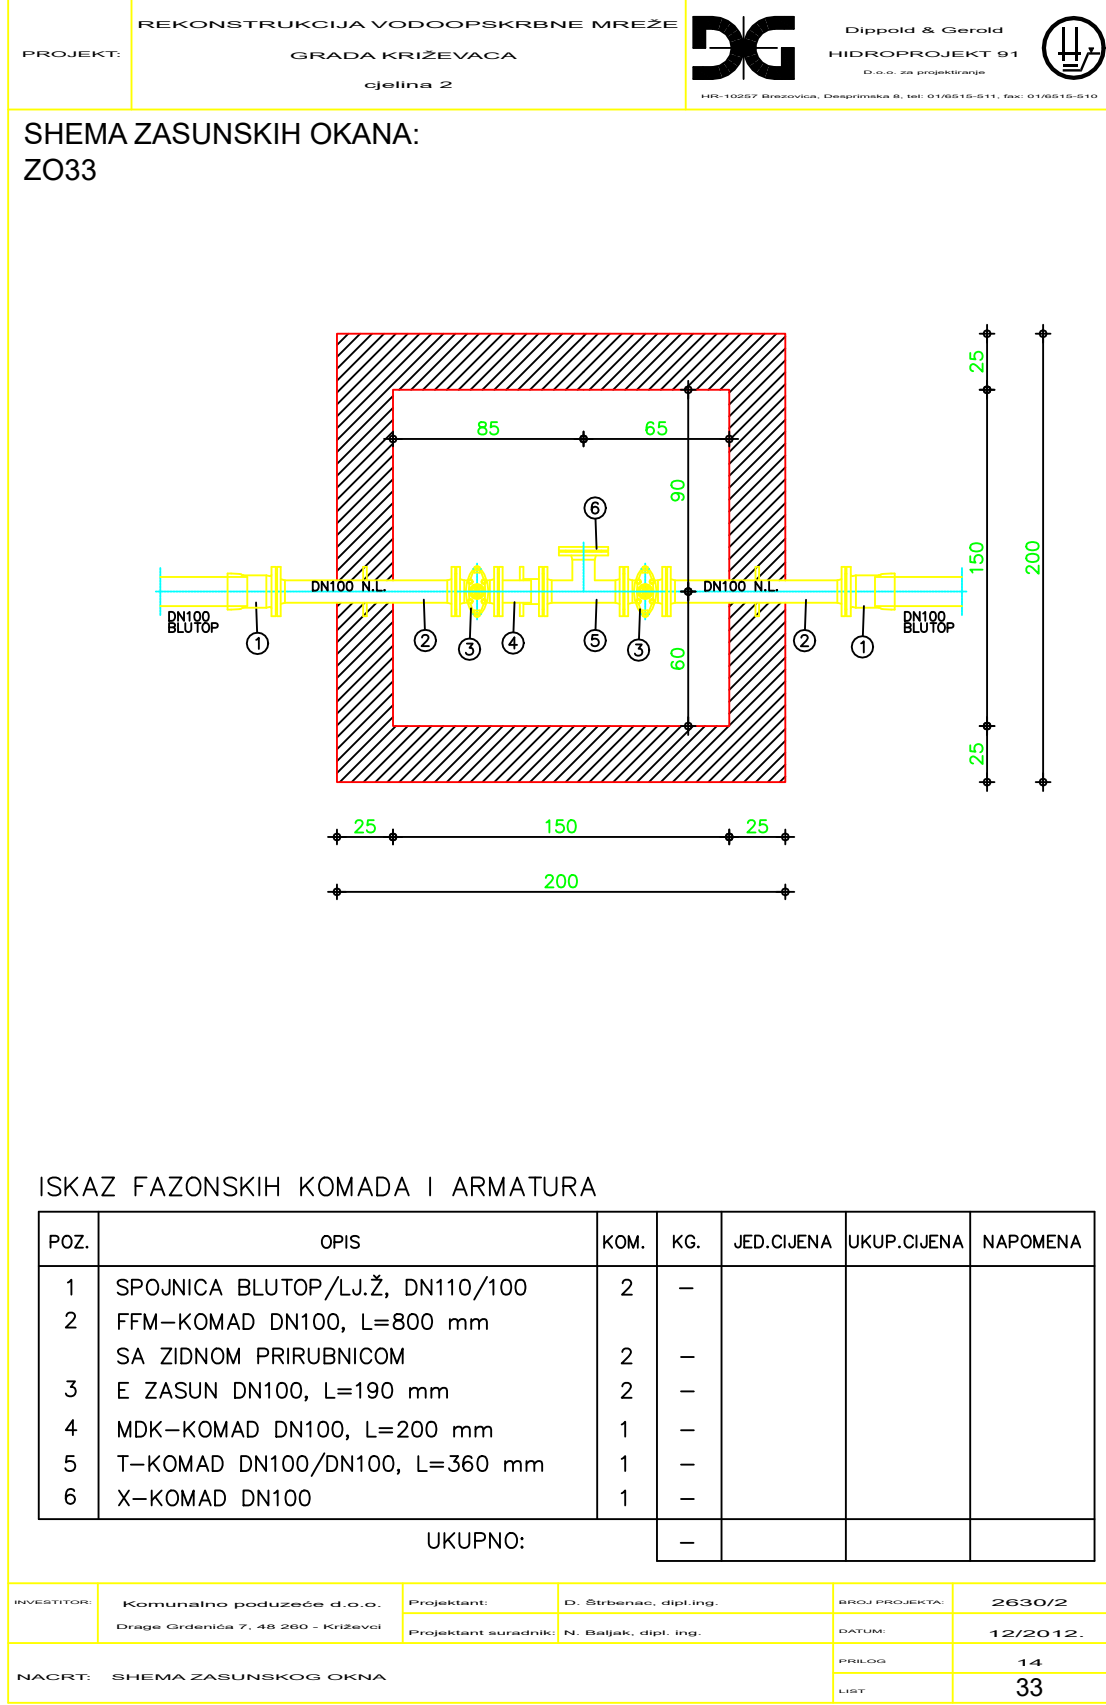 PROJEKT:
REKONSTRUKCIJA VODOOPSKRBNE MREŽE
GRADA KRIŽEVACA
cjelina 2
DG
Dippold & Gerold
HIDROPROJEKT 91
D.o.o. za projektiranje
HR-10257 Brezovica, Desprimska 8, tel: 01/6515-511, fax: 01/6515-510
SHEMA ZASUNSKIH OKANA:
ZO33
25
85
65
90
6
150
200
DN100 N.L.
DN100 N.L.
DN100
BLUTOP
DN100
BLUTOP
1
2
3
4
5
3
2
1
60
25
25
150
25
200
ISKAZ FAZONSKIH KOMADA I ARMATURA
POZ. OPIS KOM. KG. JED.CIJENA UKUP.CIJENA NAPOMENA
1 SPOJNICA BLUTOP/LJ.Ž, DN110/100 2 –
2 FFM–KOMAD DN100, L=800 mm
SA ZIDNOM PRIRUBNICOM 2 –
3 E ZASUN DN100, L=190 mm 2 –
4 MDK–KOMAD DN100, L=200 mm 1 –
5 T–KOMAD DN100/DN100, L=360 mm 1 –
6 X–KOMAD DN100 1 –
UKUPNO: –
INVESTITOR: Komunalno poduzeće d.o.o.
Drage Grdenića 7, 48 260 - Križevci
Projektant: D. Štrbenac, dipl.ing.
Projektant suradnik: N. Baljak, dipl. ing.
BROJ PROJEKTA: 2630/2
DATUM: 12/2012.
NACRT: SHEMA ZASUNSKOG OKNA
PRILOG 14
LIST 33